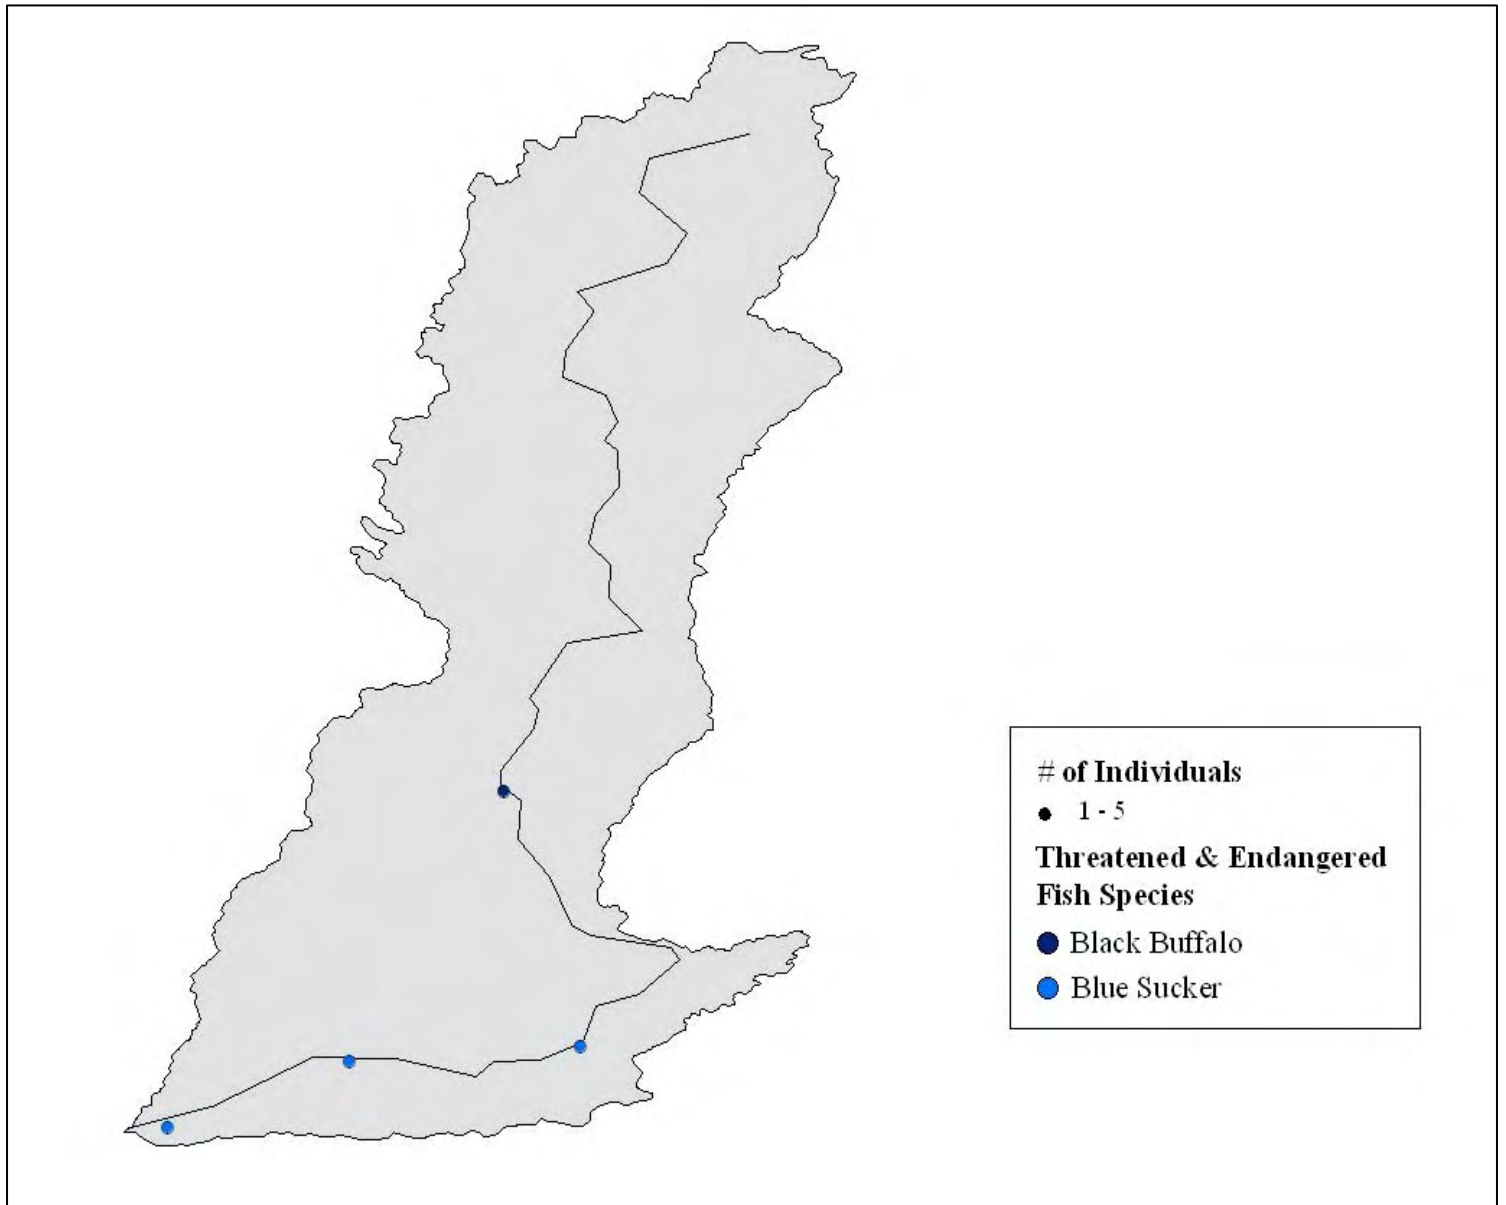 # of Individuals
1 - 5
Threatened & Endangered
Fish Species
Black Buffalo
Blue Sucker